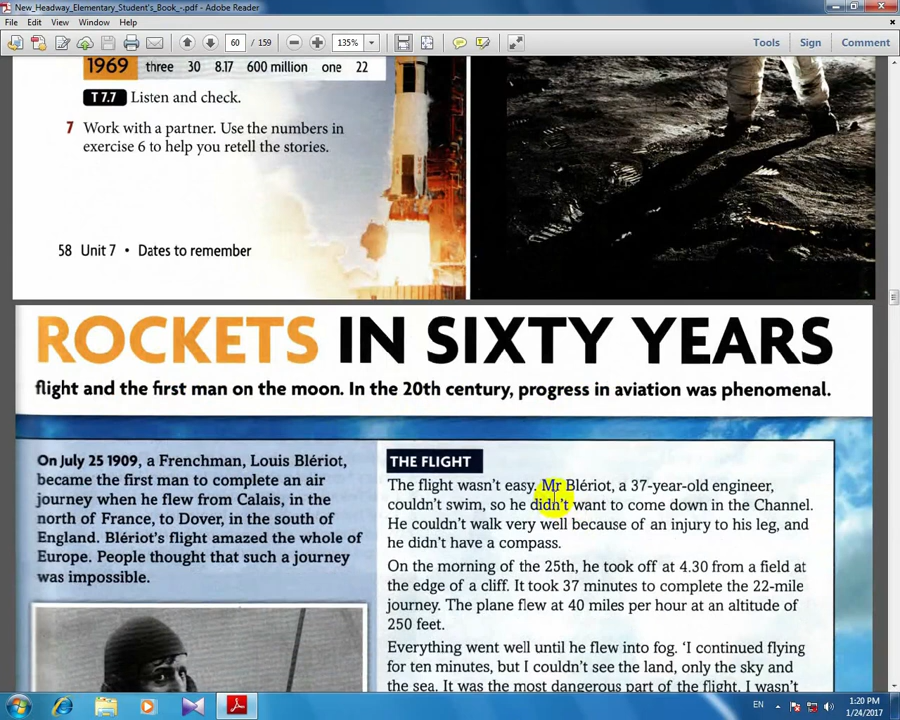 New_Headway_Elementary_Student's_Book_-.pdf - Adobe Reader
File Edit View Window Help
60 / 159 135% Tools Sign Comment
1969 three 30 8.17 600 million one 22
T 7.7 Listen and check.
7 Work with a partner. Use the numbers in
exercise 6 to help you retell the stories.
58 Unit 7 • Dates to remember
ROCKETS IN SIXTY YEARS
flight and the first man on the moon. In the 20th century, progress in aviation was phenomenal.
On July 25 1909, a Frenchman, Louis Blériot,
became the first man to complete an air
journey when he flew from Calais, in the
north of France, to Dover, in the south of
England. Blériot's flight amazed the whole of
Europe. People thought that such a journey
was impossible.
THE FLIGHT
The flight wasn't easy. Mr Blériot, a 37-year-old engineer,
couldn't swim, so he didn't want to come down in the Channel.
He couldn't walk very well because of an injury to his leg, and
he didn't have a compass.
On the morning of the 25th, he took off at 4.30 from a field at
the edge of a cliff. It took 37 minutes to complete the 22-mile
journey. The plane flew at 40 miles per hour at an altitude of
250 feet.
Everything went well until he flew into fog. 'I continued flying
for ten minutes, but I couldn't see the land, only the sky and
the sea. It was the most dangerous part of the flight. I wasn't
EN 1:20 PM
1/24/2017